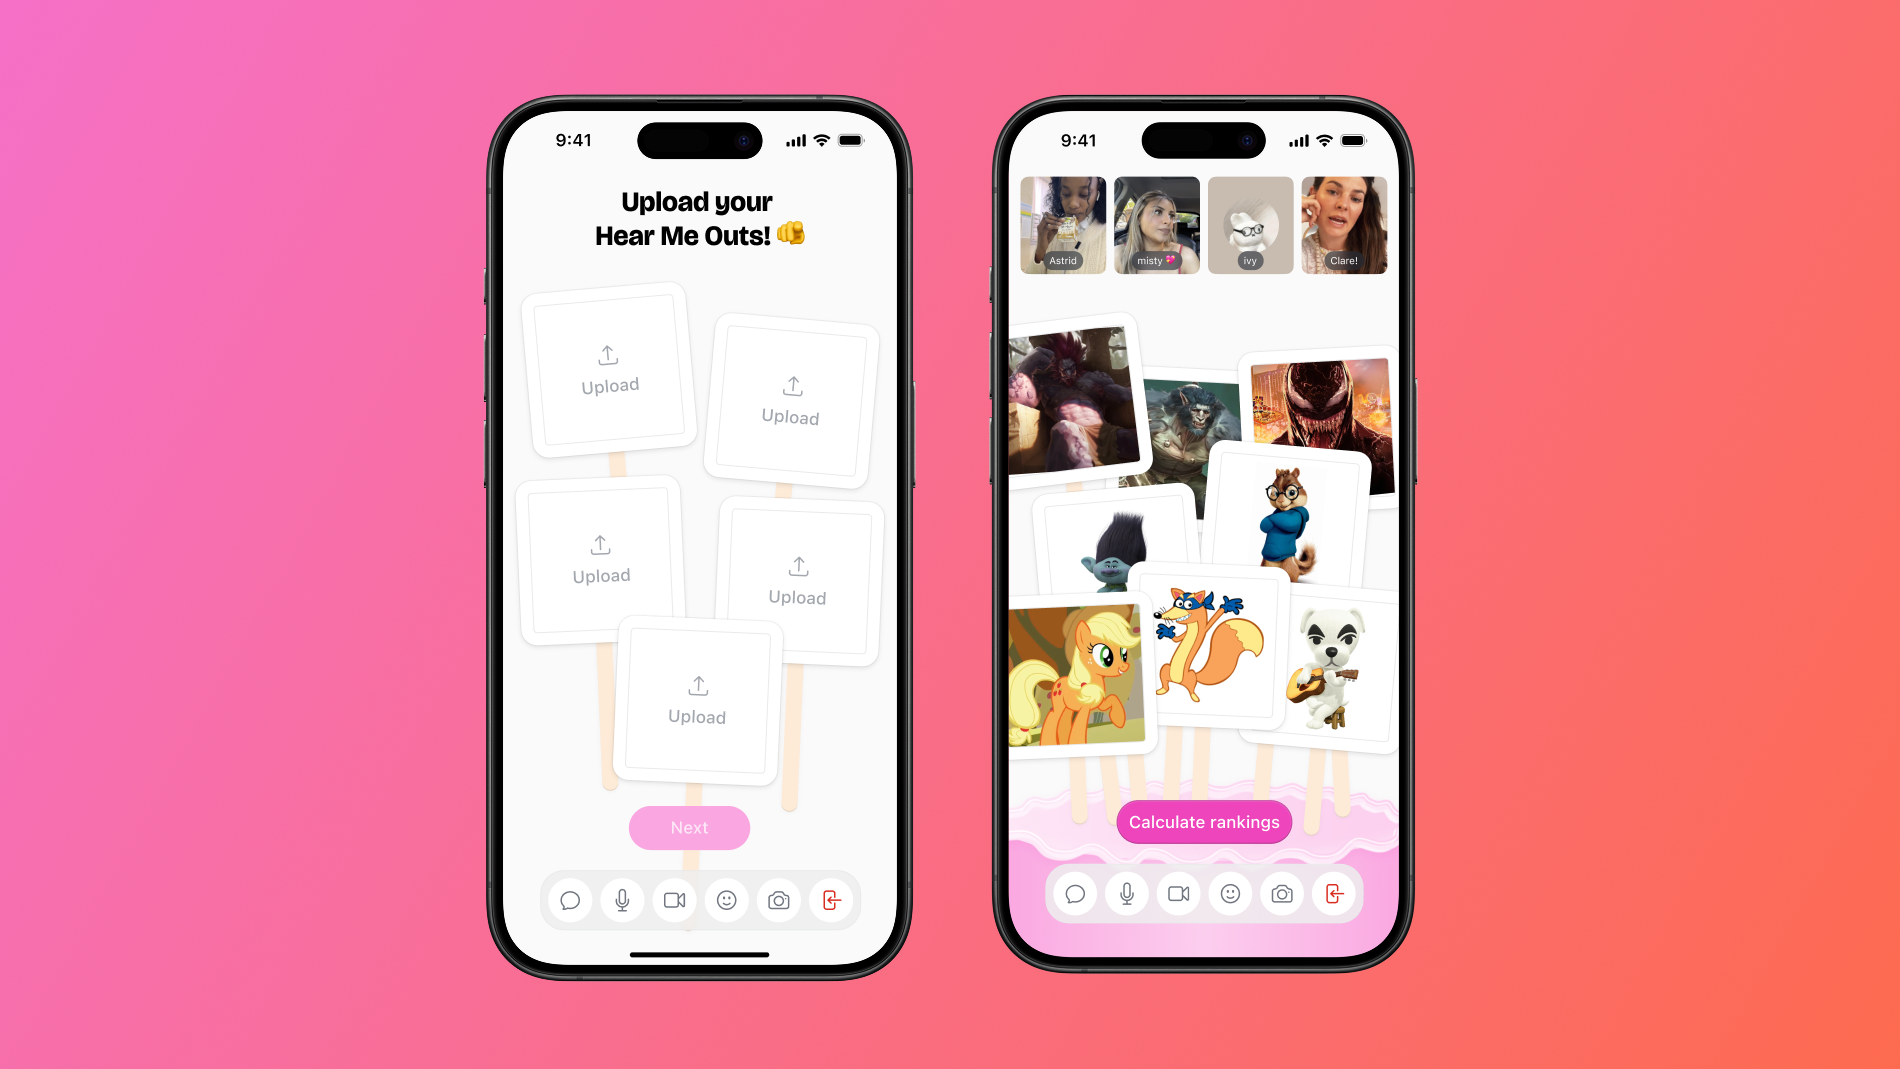 9:41
Upload your
Hear Me Outs! 🫵
Upload
Upload
Upload
Upload
Upload
Next
9:41
Astrid
misty 💖
ivy
Clare!
Calculate rankings